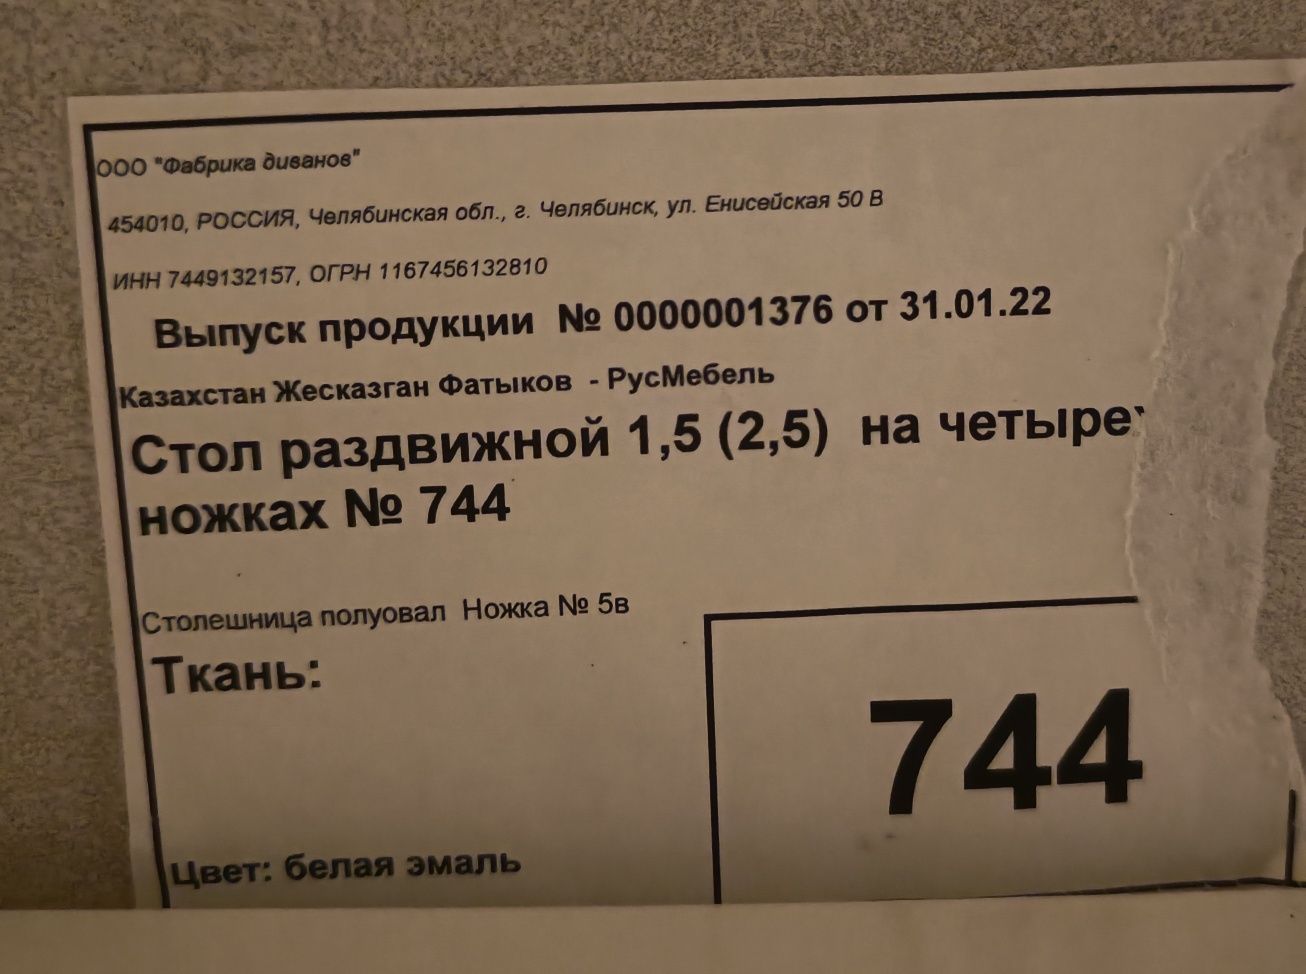 ООО "Фабрика диванов"
454010, РОССИЯ, Челябинская обл., г. Челябинск, ул. Енисейская 50 В
ИНН 7449132157, ОГРН 1167456132810
Выпуск продукции № 0000001376 от 31.01.22
Казахстан Жесказган Фатыков - РусМебель
Стол раздвижной 1,5 (2,5) на четыре
ножках № 744
Столешница полуовал Ножка № 5в
Ткань:
744
Цвет: белая эмаль